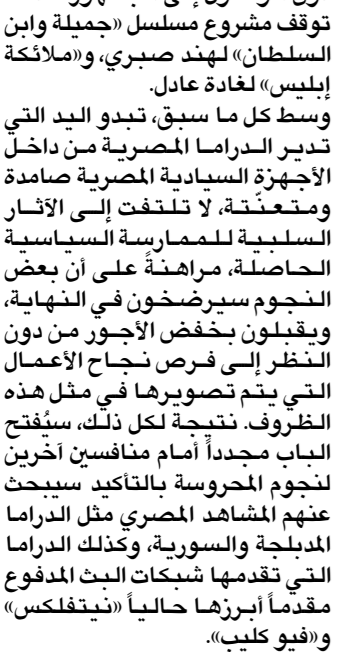 توقف مشروع مسلسل «جميلة وابن
السلطان» لهند صبري، و«ملائكة
إبليس» لغادة عادل.
وسط كل ما سبق، تبدو اليد التي
تدير الدراما المصرية من داخل
الأجهزة السيادية المصرية صامدة
ومتعنّتة، لا تلتفت إلى الآثار
السلبية للممارسة السياسية
الحاصلة، مراهنةً على أن بعض
النجوم سيرضخون في النهاية،
ويقبلون بخفض الأجور من دون
النظر إلى فرص نجاح الأعمال
التي يتم تصويرها في مثل هذه
الظروف. نتيجة لكل ذلك، سيُفتح
الباب مجدداً أمام منافسين آخرين
لنجوم المحروسة بالتأكيد سيبحث
عنهم المشاهد المصري مثل الدراما
المدبلجة والسورية، وكذلك الدراما
التي تقدمها شبكات البث المدفوع
مقدماً أبرزها حالياً «نيتفلكس»
و«فيو كليب».